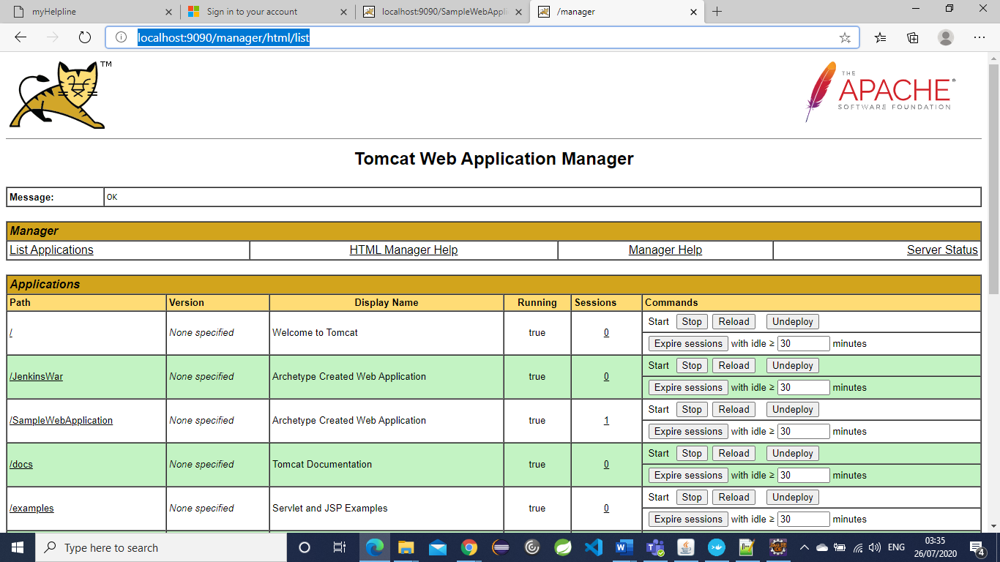 myHelpline
Sign in to your account
localhost:9090/SampleWebAppli
/manager
localhost:9090/manager/html/list
TM
THE
APACHE®
SOFTWARE FOUNDATION
Tomcat Web Application Manager
Message: OK
Manager
List Applications HTML Manager Help Manager Help Server Status
Applications
Path Version Display Name Running Sessions Commands
/ None specified Welcome to Tomcat true 0 Start Stop Reload Undeploy
Expire sessions with idle ≥ 30 minutes
/JenkinsWar None specified Archetype Created Web Application true 0 Start Stop Reload Undeploy
Expire sessions with idle ≥ 30 minutes
/SampleWebApplication None specified Archetype Created Web Application true 1 Start Stop Reload Undeploy
Expire sessions with idle ≥ 30 minutes
/docs None specified Tomcat Documentation true 0 Start Stop Reload Undeploy
Expire sessions with idle ≥ 30 minutes
/examples None specified Servlet and JSP Examples true 0 Start Stop Reload Undeploy
Expire sessions with idle ≥ 30 minutes
Type here to search
ENG
03:35
26/07/2020
4